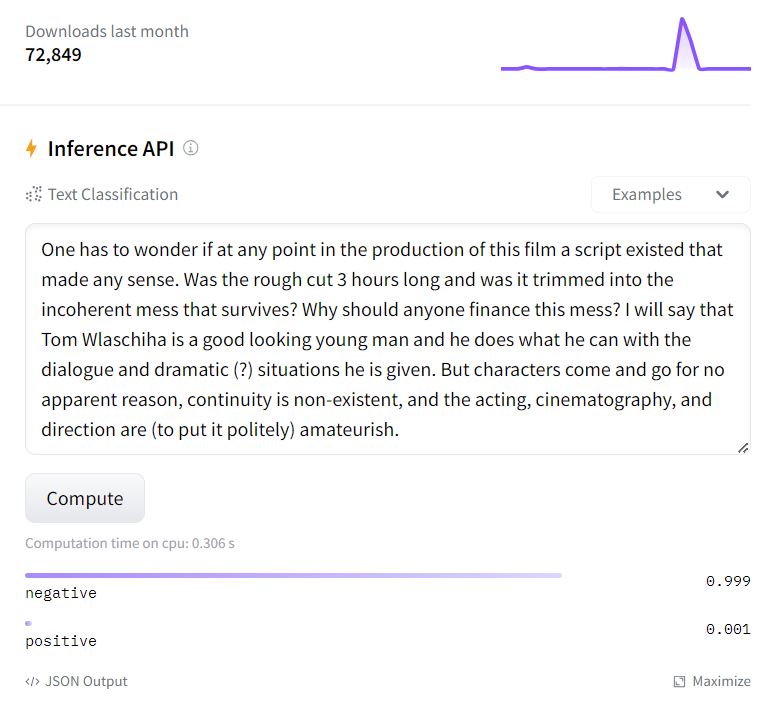 Downloads last month
72,849
Inference API
Text Classification
Examples
One has to wonder if at any point in the production of this film a script existed that
made any sense. Was the rough cut 3 hours long and was it trimmed into the
incoherent mess that survives? Why should anyone finance this mess? I will say that
Tom Wlaschiha is a good looking young man and he does what he can with the
dialogue and dramatic (?) situations he is given. But characters come and go for no
apparent reason, continuity is non-existent, and the acting, cinematography, and
direction are (to put it politely) amateurish.
Compute
Computation time on cpu: 0.306 s
0.999
negative
0.001
positive
</> JSON Output
Maximize